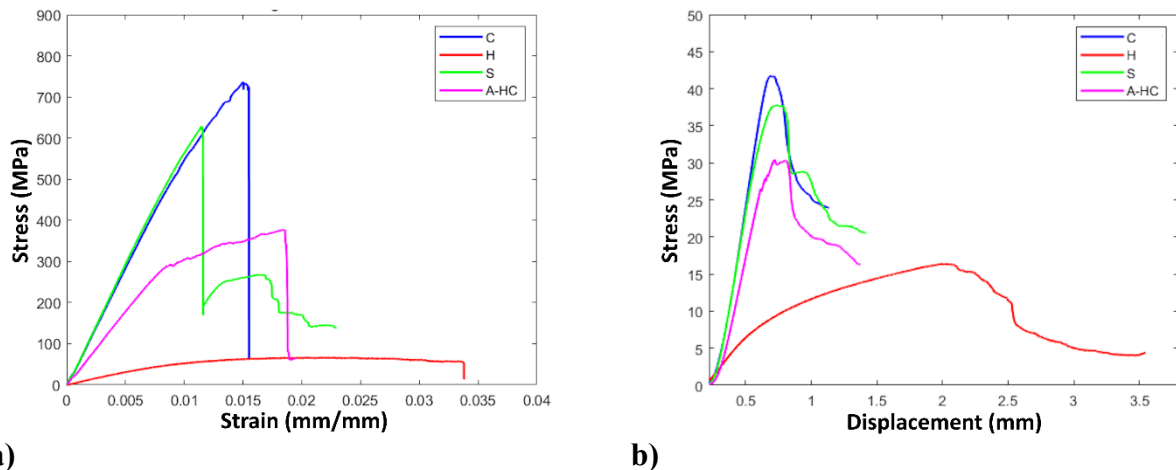 900
800
700
600
500
400
300
200
100
0
Stress (MPa)
0 0.005 0.01 0.015 0.02 0.025 0.03 0.035 0.04
Strain (mm/mm)
C
H
S
A-HC
50
45
40
35
30
25
20
15
10
5
0
Stress (MPa)
0.5 1 1.5 2 2.5 3 3.5
Displacement (mm)
C
H
S
A-HC
)
b)